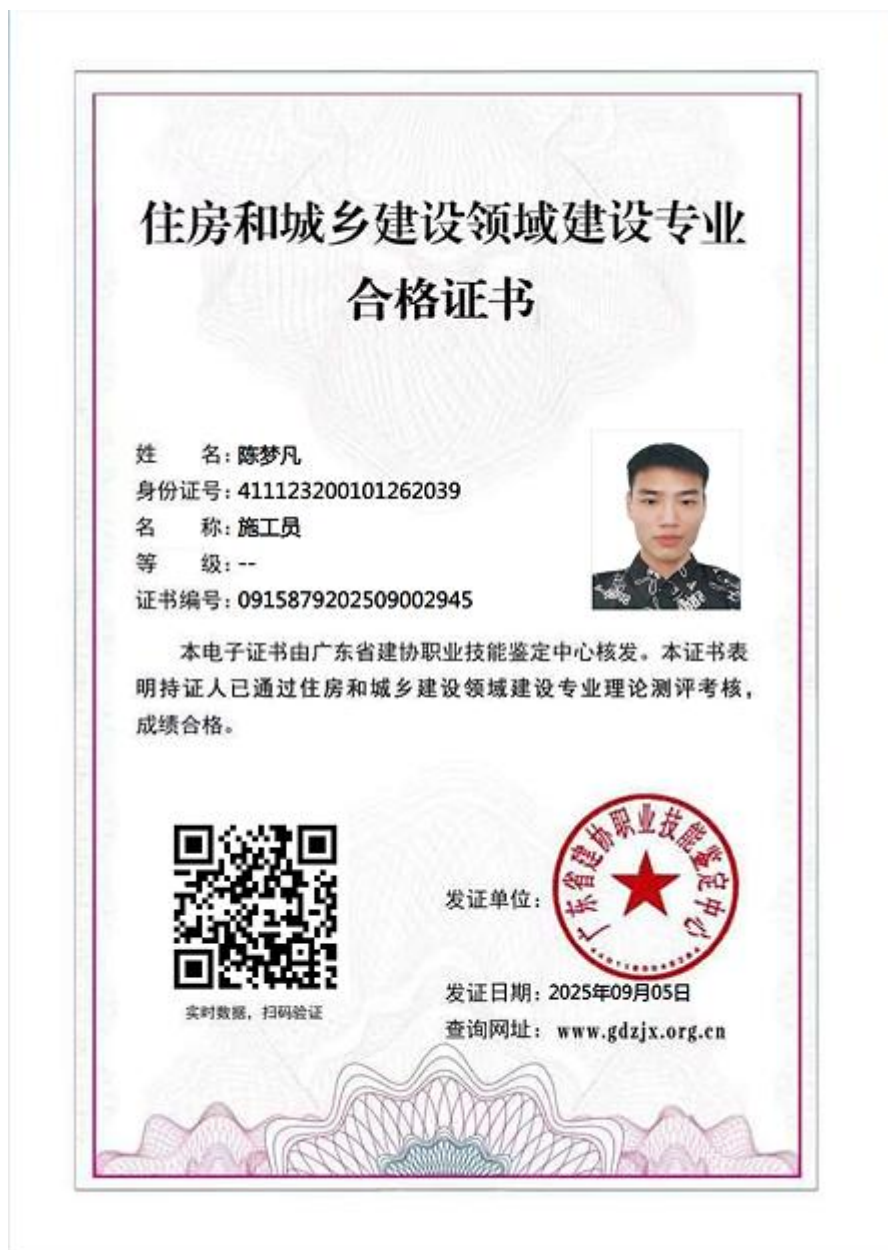 住房和城乡建设领域建设专业
合格证书
姓 名：陈梦凡
身份证号：411123200101262039
名 称：施工员
等 级：--
证书编号：0915879202509002945
本电子证书由广东省建协职业技能鉴定中心核发。本证书表
明持证人已通过住房和城乡建设领域建设专业理论测评考核，
成绩合格。
实时数据，扫码验证
发证单位：
广东省建协职业技能鉴定中心
发证日期：2025年09月05日
查询网址：www.gdzjx.org.cn